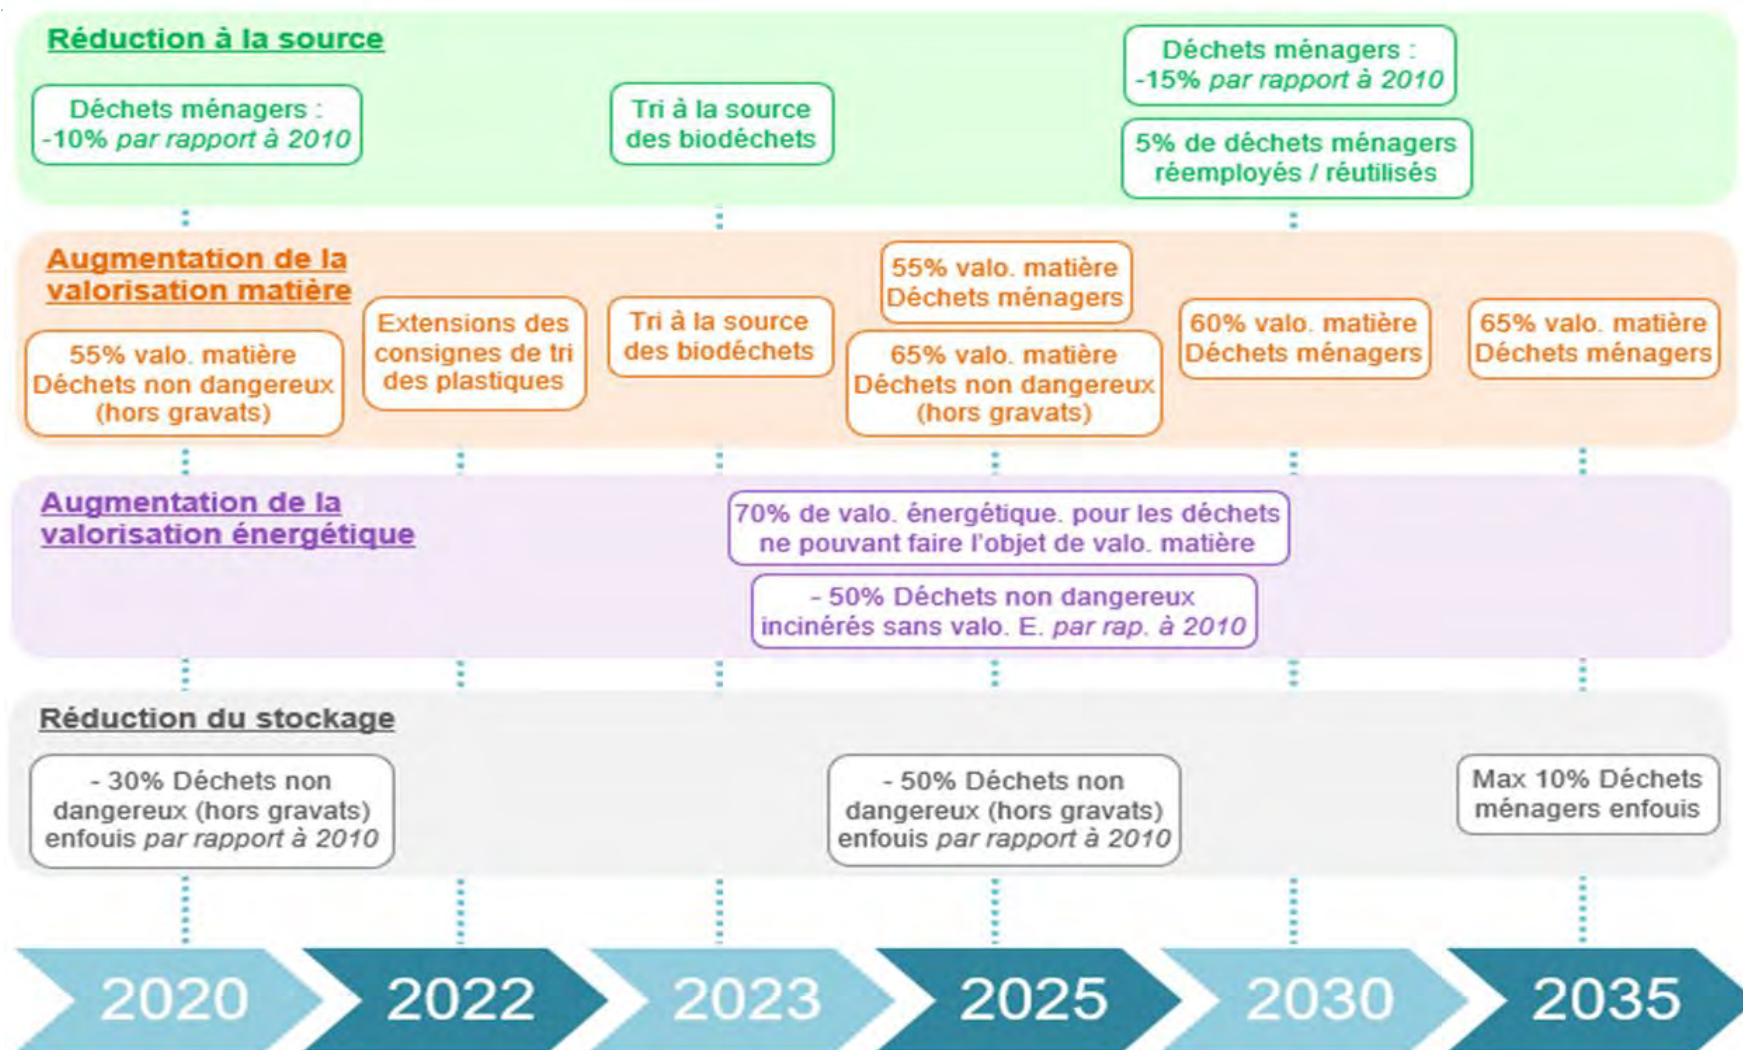 Réduction à la source
Déchets ménagers :
-10% par rapport à 2010
Tri à la source
des biodéchets
Déchets ménagers :
-15% par rapport à 2010
5% de déchets ménagers
réemployés / réutilisés
Augmentation de la
valorisation matière
55% valo. matière
Déchets non dangereux
(hors gravats)
Extensions des
consignes de tri
des plastiques
Tri à la source
des biodéchets
55% valo. matière
Déchets ménagers
65% valo. matière
Déchets non dangereux
(hors gravats)
60% valo. matière
Déchets ménagers
65% valo. matière
Déchets ménagers
Augmentation de la
valorisation énergétique
70% de valo. énergétique. pour les déchets
ne pouvant faire l'objet de valo. matière
- 50% Déchets non dangereux
incinérés sans valo. E. par rap. à 2010
Réduction du stockage
- 30% Déchets non
dangereux (hors gravats)
enfouis par rapport à 2010
- 50% Déchets non
dangereux (hors gravats)
enfouis par rapport à 2010
Max 10% Déchets
ménagers enfouis
2020
2022
2023
2025
2030
2035